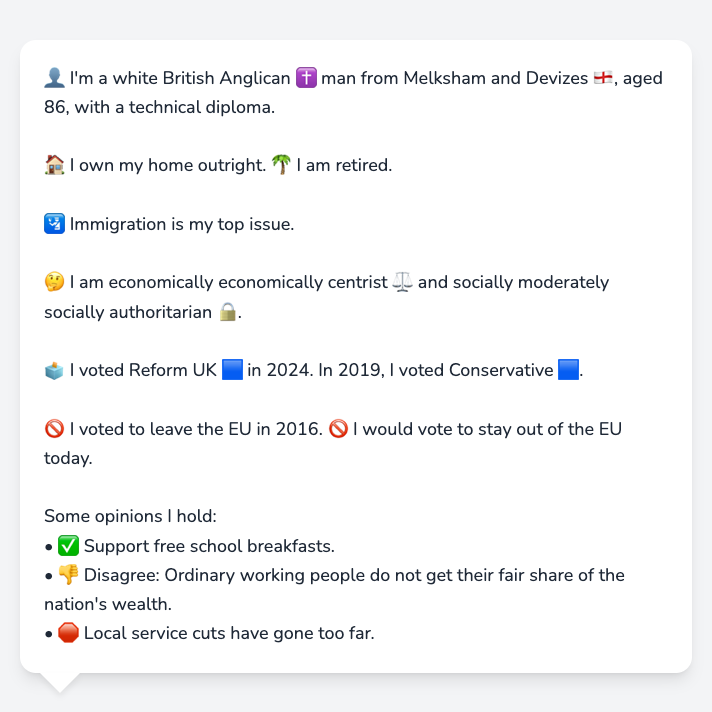 👤 I'm a white British Anglican ✝️ man from Melksham and Devizes 🏴󠁧󠁢󠁥󠁮󠁧󠁿, aged
86, with a technical diploma.
🏠 I own my home outright. 🌴 I am retired.
🛂 Immigration is my top issue.
🤔 I am economically economically centrist ⚖️ and socially moderately
socially authoritarian 🔒.
🗳️ I voted Reform UK 🟦 in 2024. In 2019, I voted Conservative 🟦.
🚫 I voted to leave the EU in 2016. 🚫 I would vote to stay out of the EU
today.
Some opinions I hold:
• ✅ Support free school breakfasts.
• 👎 Disagree: Ordinary working people do not get their fair share of the
nation's wealth.
• 🛑 Local service cuts have gone too far.